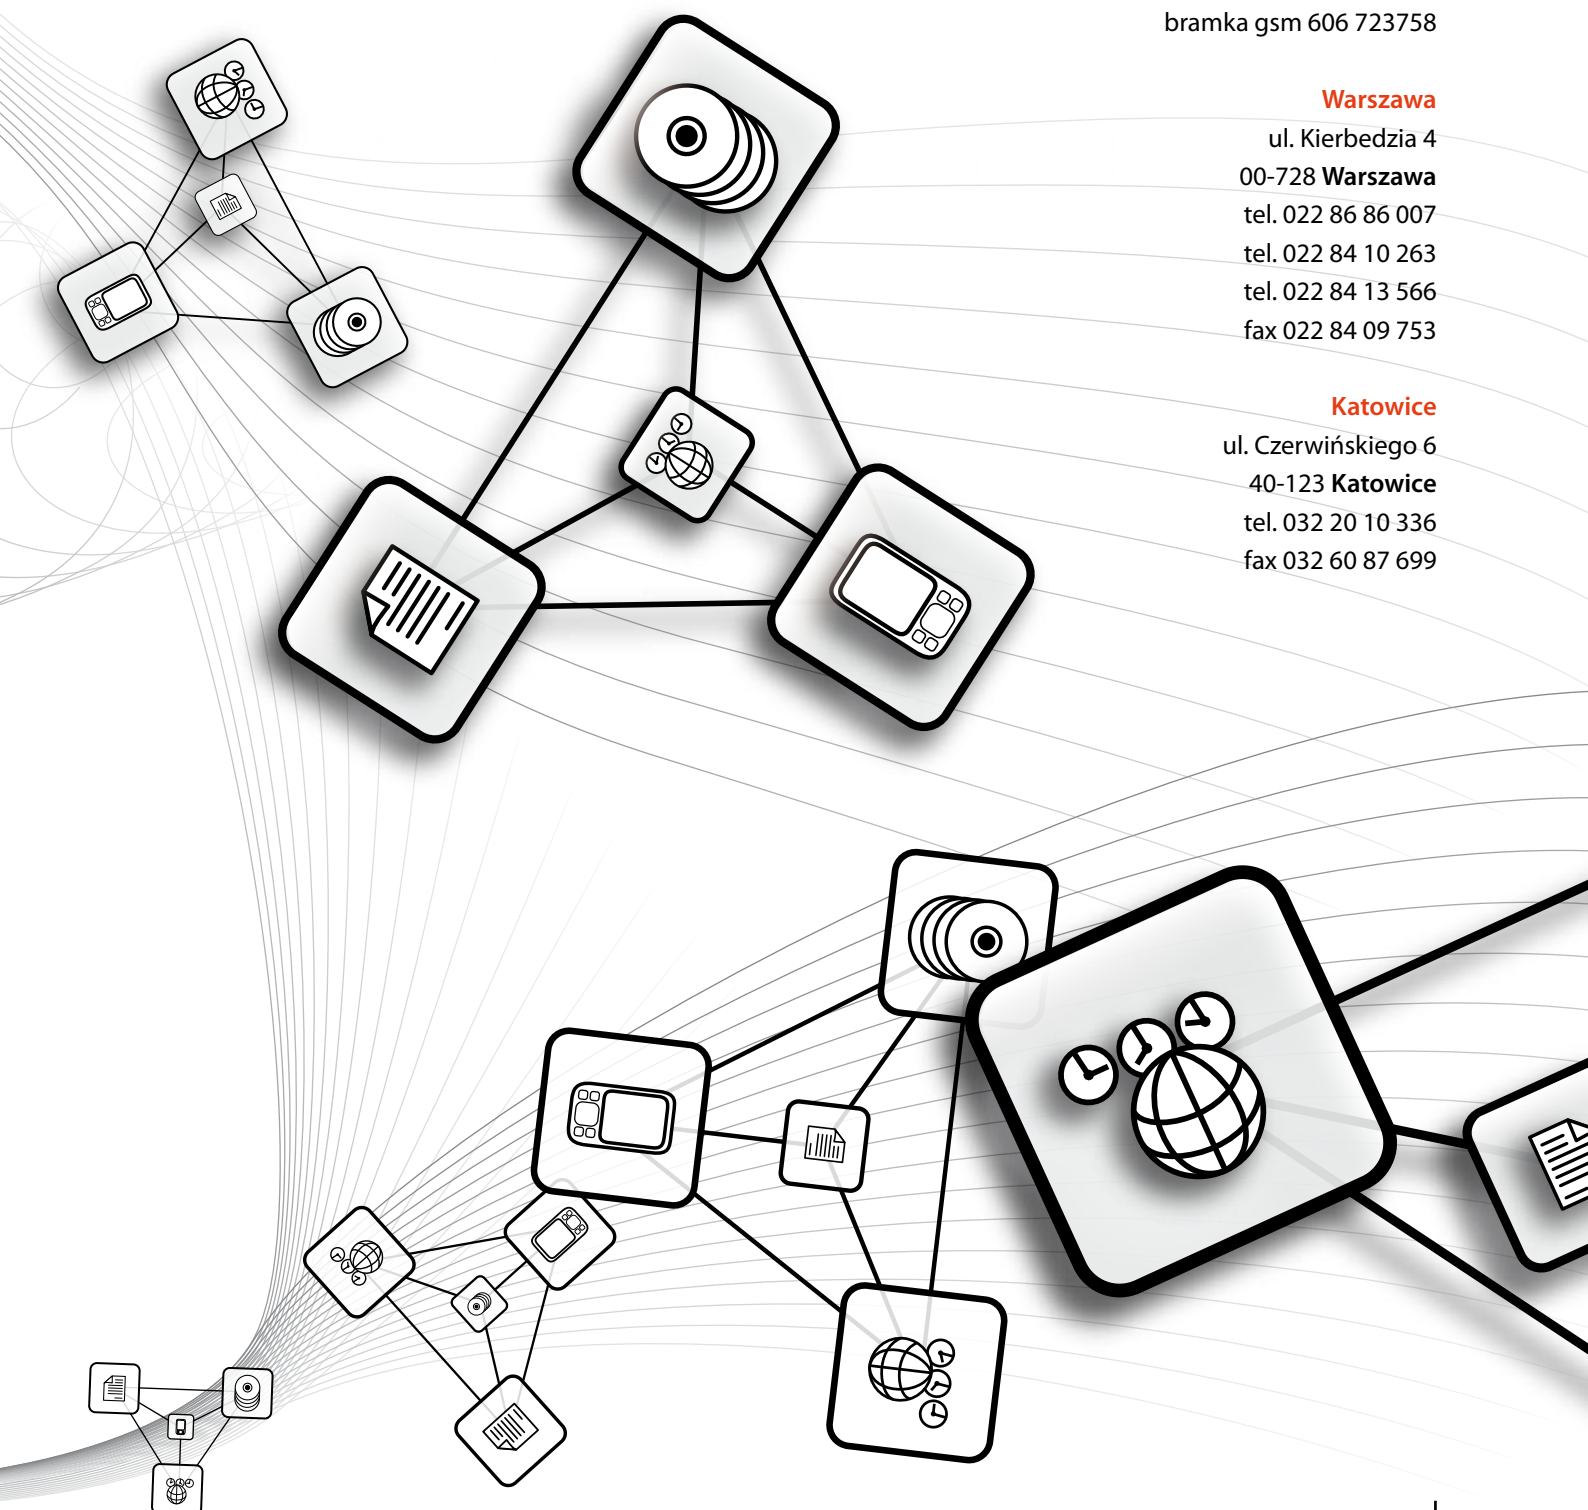 bramka gsm 606 723758
Warszawa
ul. Kierbedzia 4
00-728 Warszawa
tel. 022 86 86 007
tel. 022 84 10 263
tel. 022 84 13 566
fax 022 84 09 753
Katowice
ul. Czerwińskiego 6
40-123 Katowice
tel. 032 20 10 336
fax 032 60 87 699